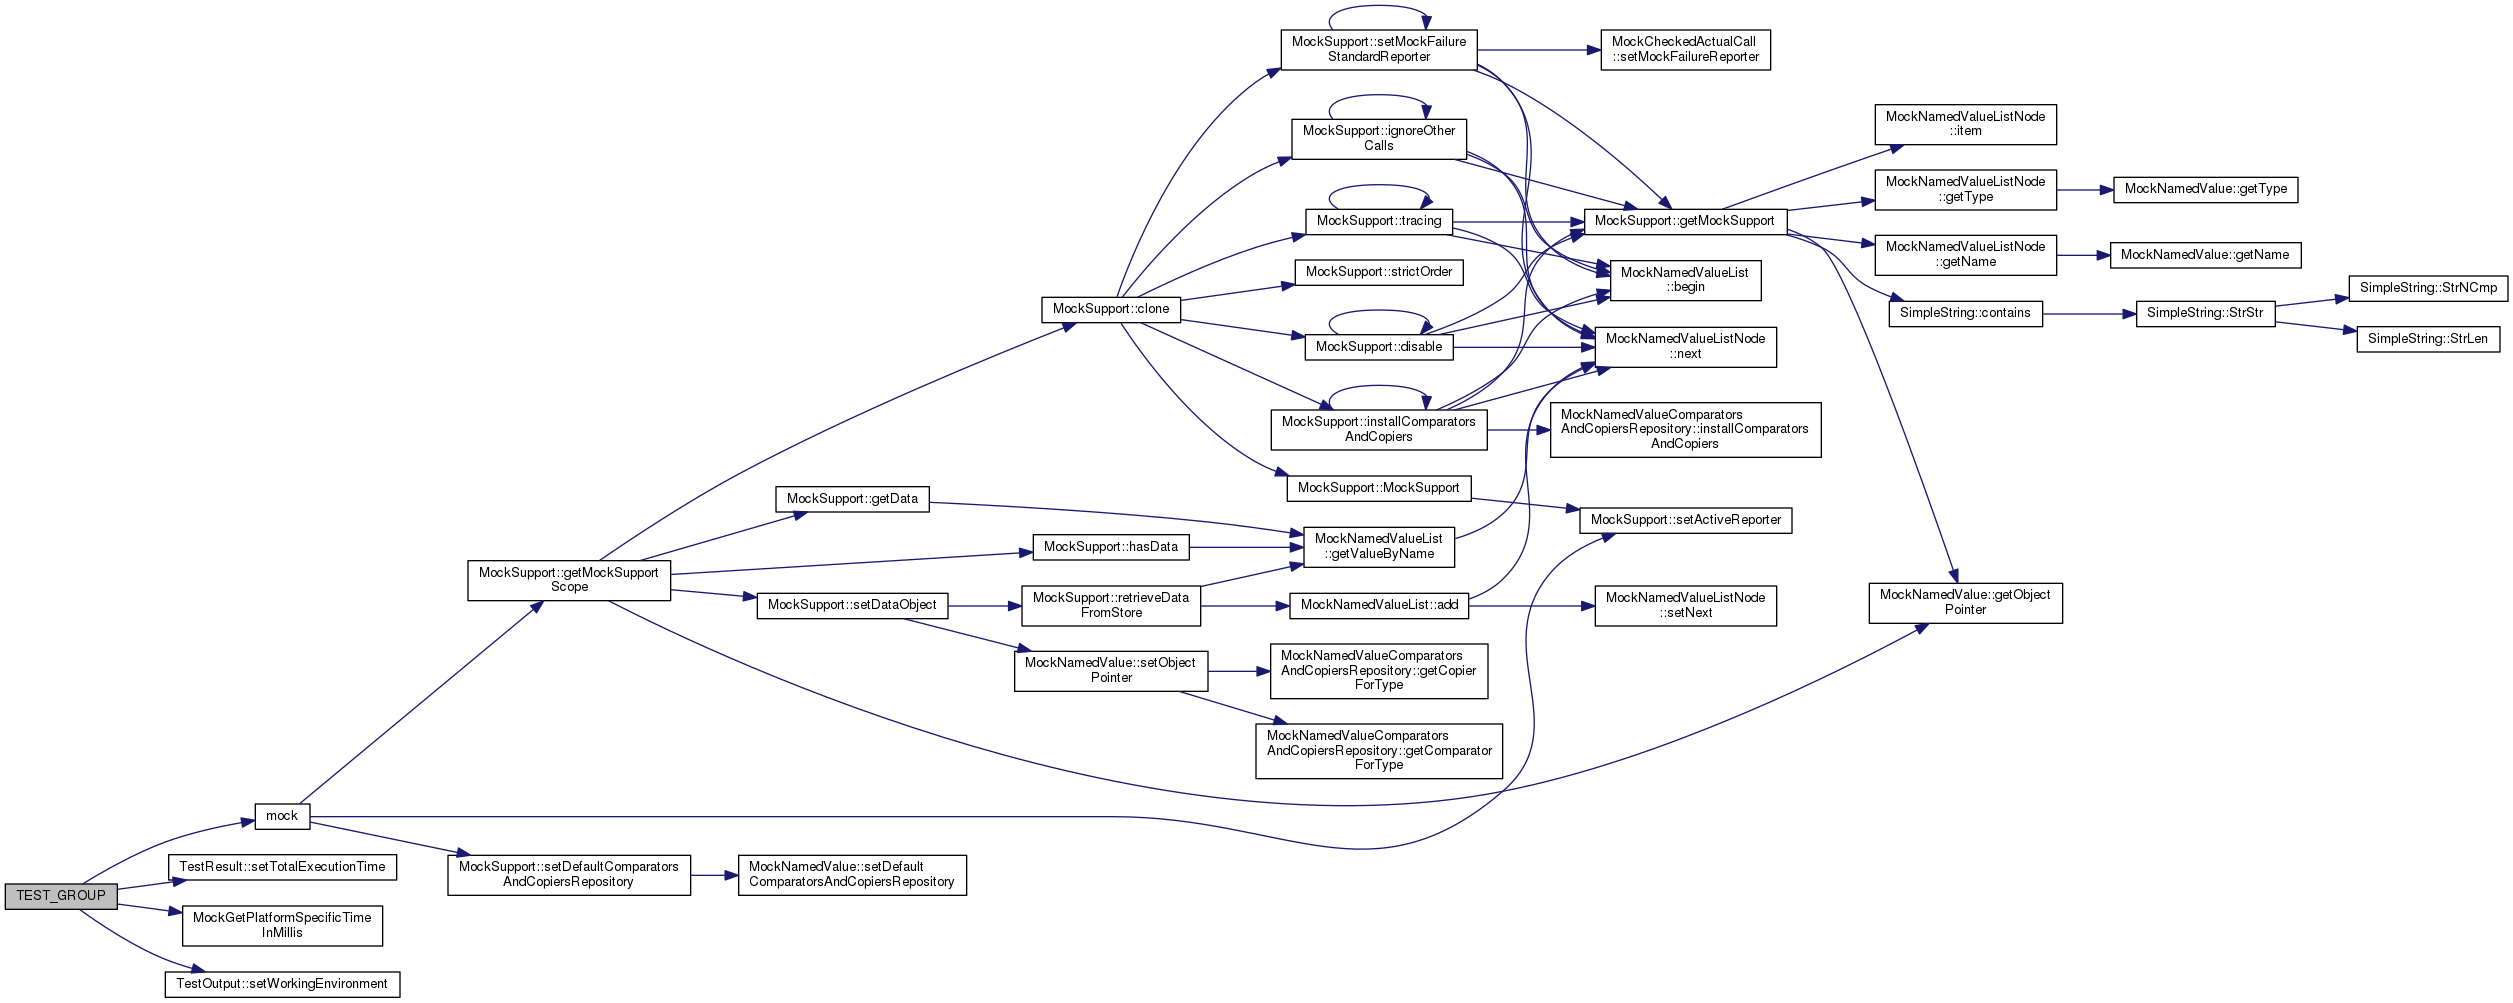 TEST_GROUP
mock
TestResult::setTotalExecutionTime
MockGetPlatformSpecificTime
InMillis
TestOutput::setWorkingEnvironment
MockSupport::getMockSupport
Scope
MockSupport::setDefaultComparators
AndCopiersRepository
MockSupport::getData
MockSupport::setDataObject
MockNamedValue::setDefault
ComparatorsAndCopiersRepository
MockSupport::clone
MockSupport::hasData
MockSupport::retrieveData
FromStore
MockNamedValue::setObject
Pointer
MockSupport::setMockFailure
StandardReporter
MockSupport::ignoreOther
Calls
MockSupport::tracing
MockSupport::strictOrder
MockSupport::disable
MockSupport::installComparators
AndCopiers
MockSupport::MockSupport
MockNamedValueList
::getValueByName
MockNamedValueList::add
MockNamedValueComparators
AndCopiersRepository::getCopier
ForType
MockNamedValueComparators
AndCopiersRepository::getComparator
ForType
MockCheckedActualCall
::setMockFailureReporter
MockSupport::getMockSupport
MockNamedValueList
::begin
MockNamedValueListNode
::next
MockNamedValueComparators
AndCopiersRepository::installComparators
AndCopiers
MockSupport::setActiveReporter
MockNamedValueListNode
::setNext
MockNamedValueListNode
::item
MockNamedValueListNode
::getType
MockNamedValueListNode
::getName
SimpleString::contains
MockNamedValue::getObject
Pointer
MockNamedValue::getType
MockNamedValue::getName
SimpleString::StrStr
SimpleString::StrNCmp
SimpleString::StrLen